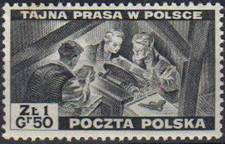 TAJNA PRASA W POLSCE
ZŁ 1
GR 50
POCZTA POLSKA